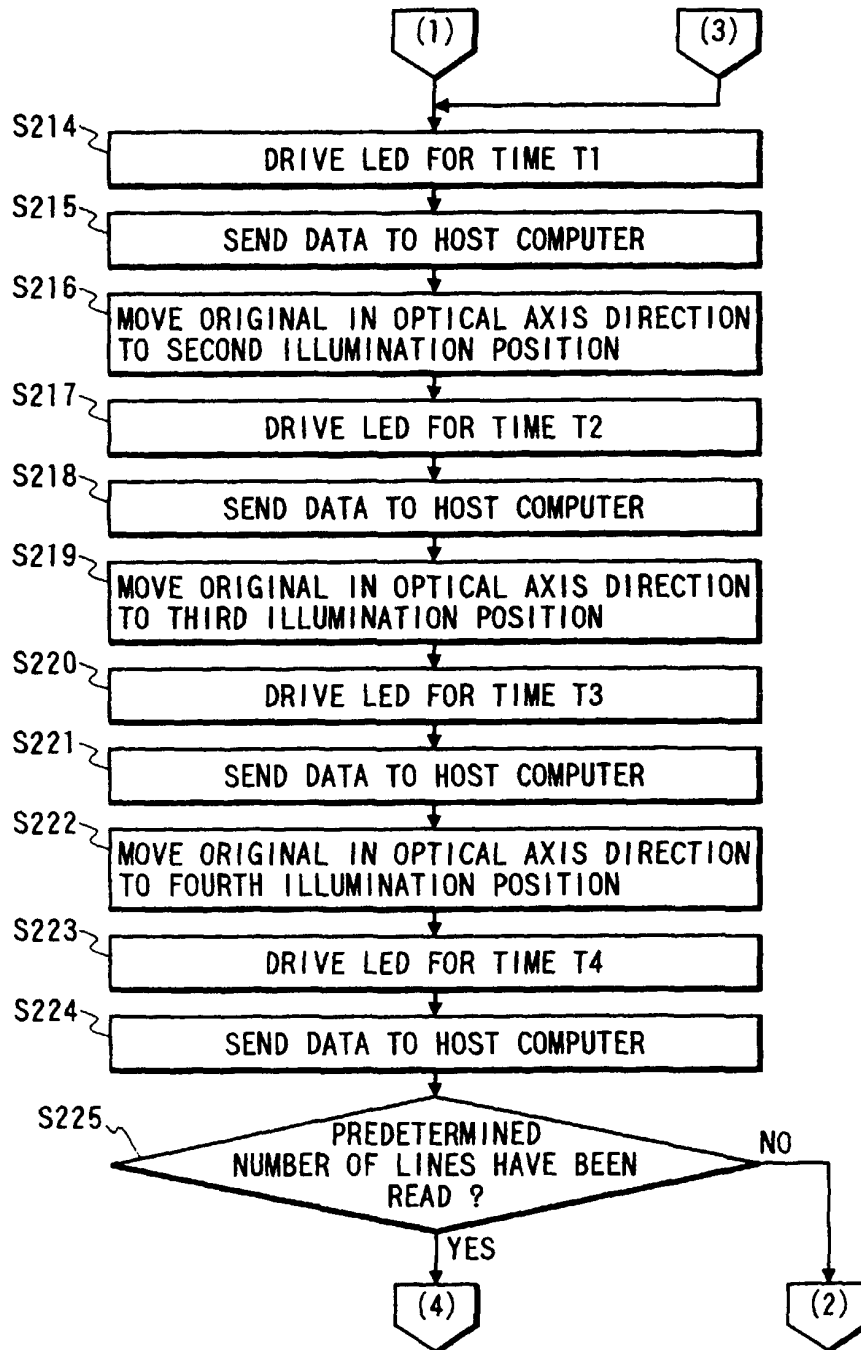 (1)
(3)
S214
DRIVE LED FOR TIME T1
S215
SEND DATA TO HOST COMPUTER
S216
MOVE ORIGINAL IN OPTICAL AXIS DIRECTION
TO SECOND ILLUMINATION POSITION
S217
DRIVE LED FOR TIME T2
S218
SEND DATA TO HOST COMPUTER
S219
MOVE ORIGINAL IN OPTICAL AXIS DIRECTION
TO THIRD ILLUMINATION POSITION
S220
DRIVE LED FOR TIME T3
S221
SEND DATA TO HOST COMPUTER
S222
MOVE ORIGINAL IN OPTICAL AXIS DIRECTION
TO FOURTH ILLUMINATION POSITION
S223
DRIVE LED FOR TIME T4
S224
SEND DATA TO HOST COMPUTER
S225
PREDETERMINED
NUMBER OF LINES HAVE BEEN
READ ?
NO
YES
(4)
(2)